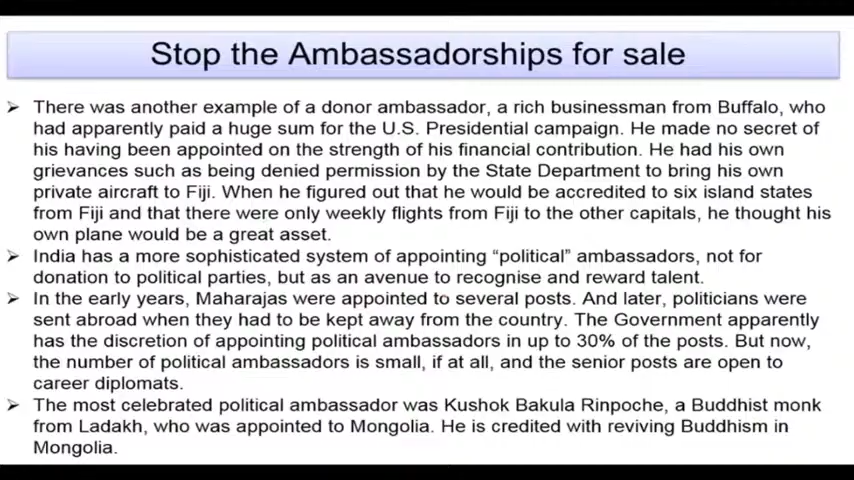 Stop the Ambassadorships for sale
➢ There was another example of a donor ambassador, a rich businessman from Buffalo, who
had apparently paid a huge sum for the U.S. Presidential campaign. He made no secret of
his having been appointed on the strength of his financial contribution. He had his own
grievances such as being denied permission by the State Department to bring his own
private aircraft to Fiji. When he figured out that he would be accredited to six island states
from Fiji and that there were only weekly flights from Fiji to the other capitals, he thought his
own plane would be a great asset.
➢ India has a more sophisticated system of appointing “political” ambassadors, not for
donation to political parties, but as an avenue to recognise and reward talent.
➢ In the early years, Maharajas were appointed to several posts. And later, politicians were
sent abroad when they had to be kept away from the country. The Government apparently
has the discretion of appointing political ambassadors in up to 30% of the posts. But now,
the number of political ambassadors is small, if at all, and the senior posts are open to
career diplomats.
➢ The most celebrated political ambassador was Kushok Bakula Rinpoche, a Buddhist monk
from Ladakh, who was appointed to Mongolia. He is credited with reviving Buddhism in
Mongolia.